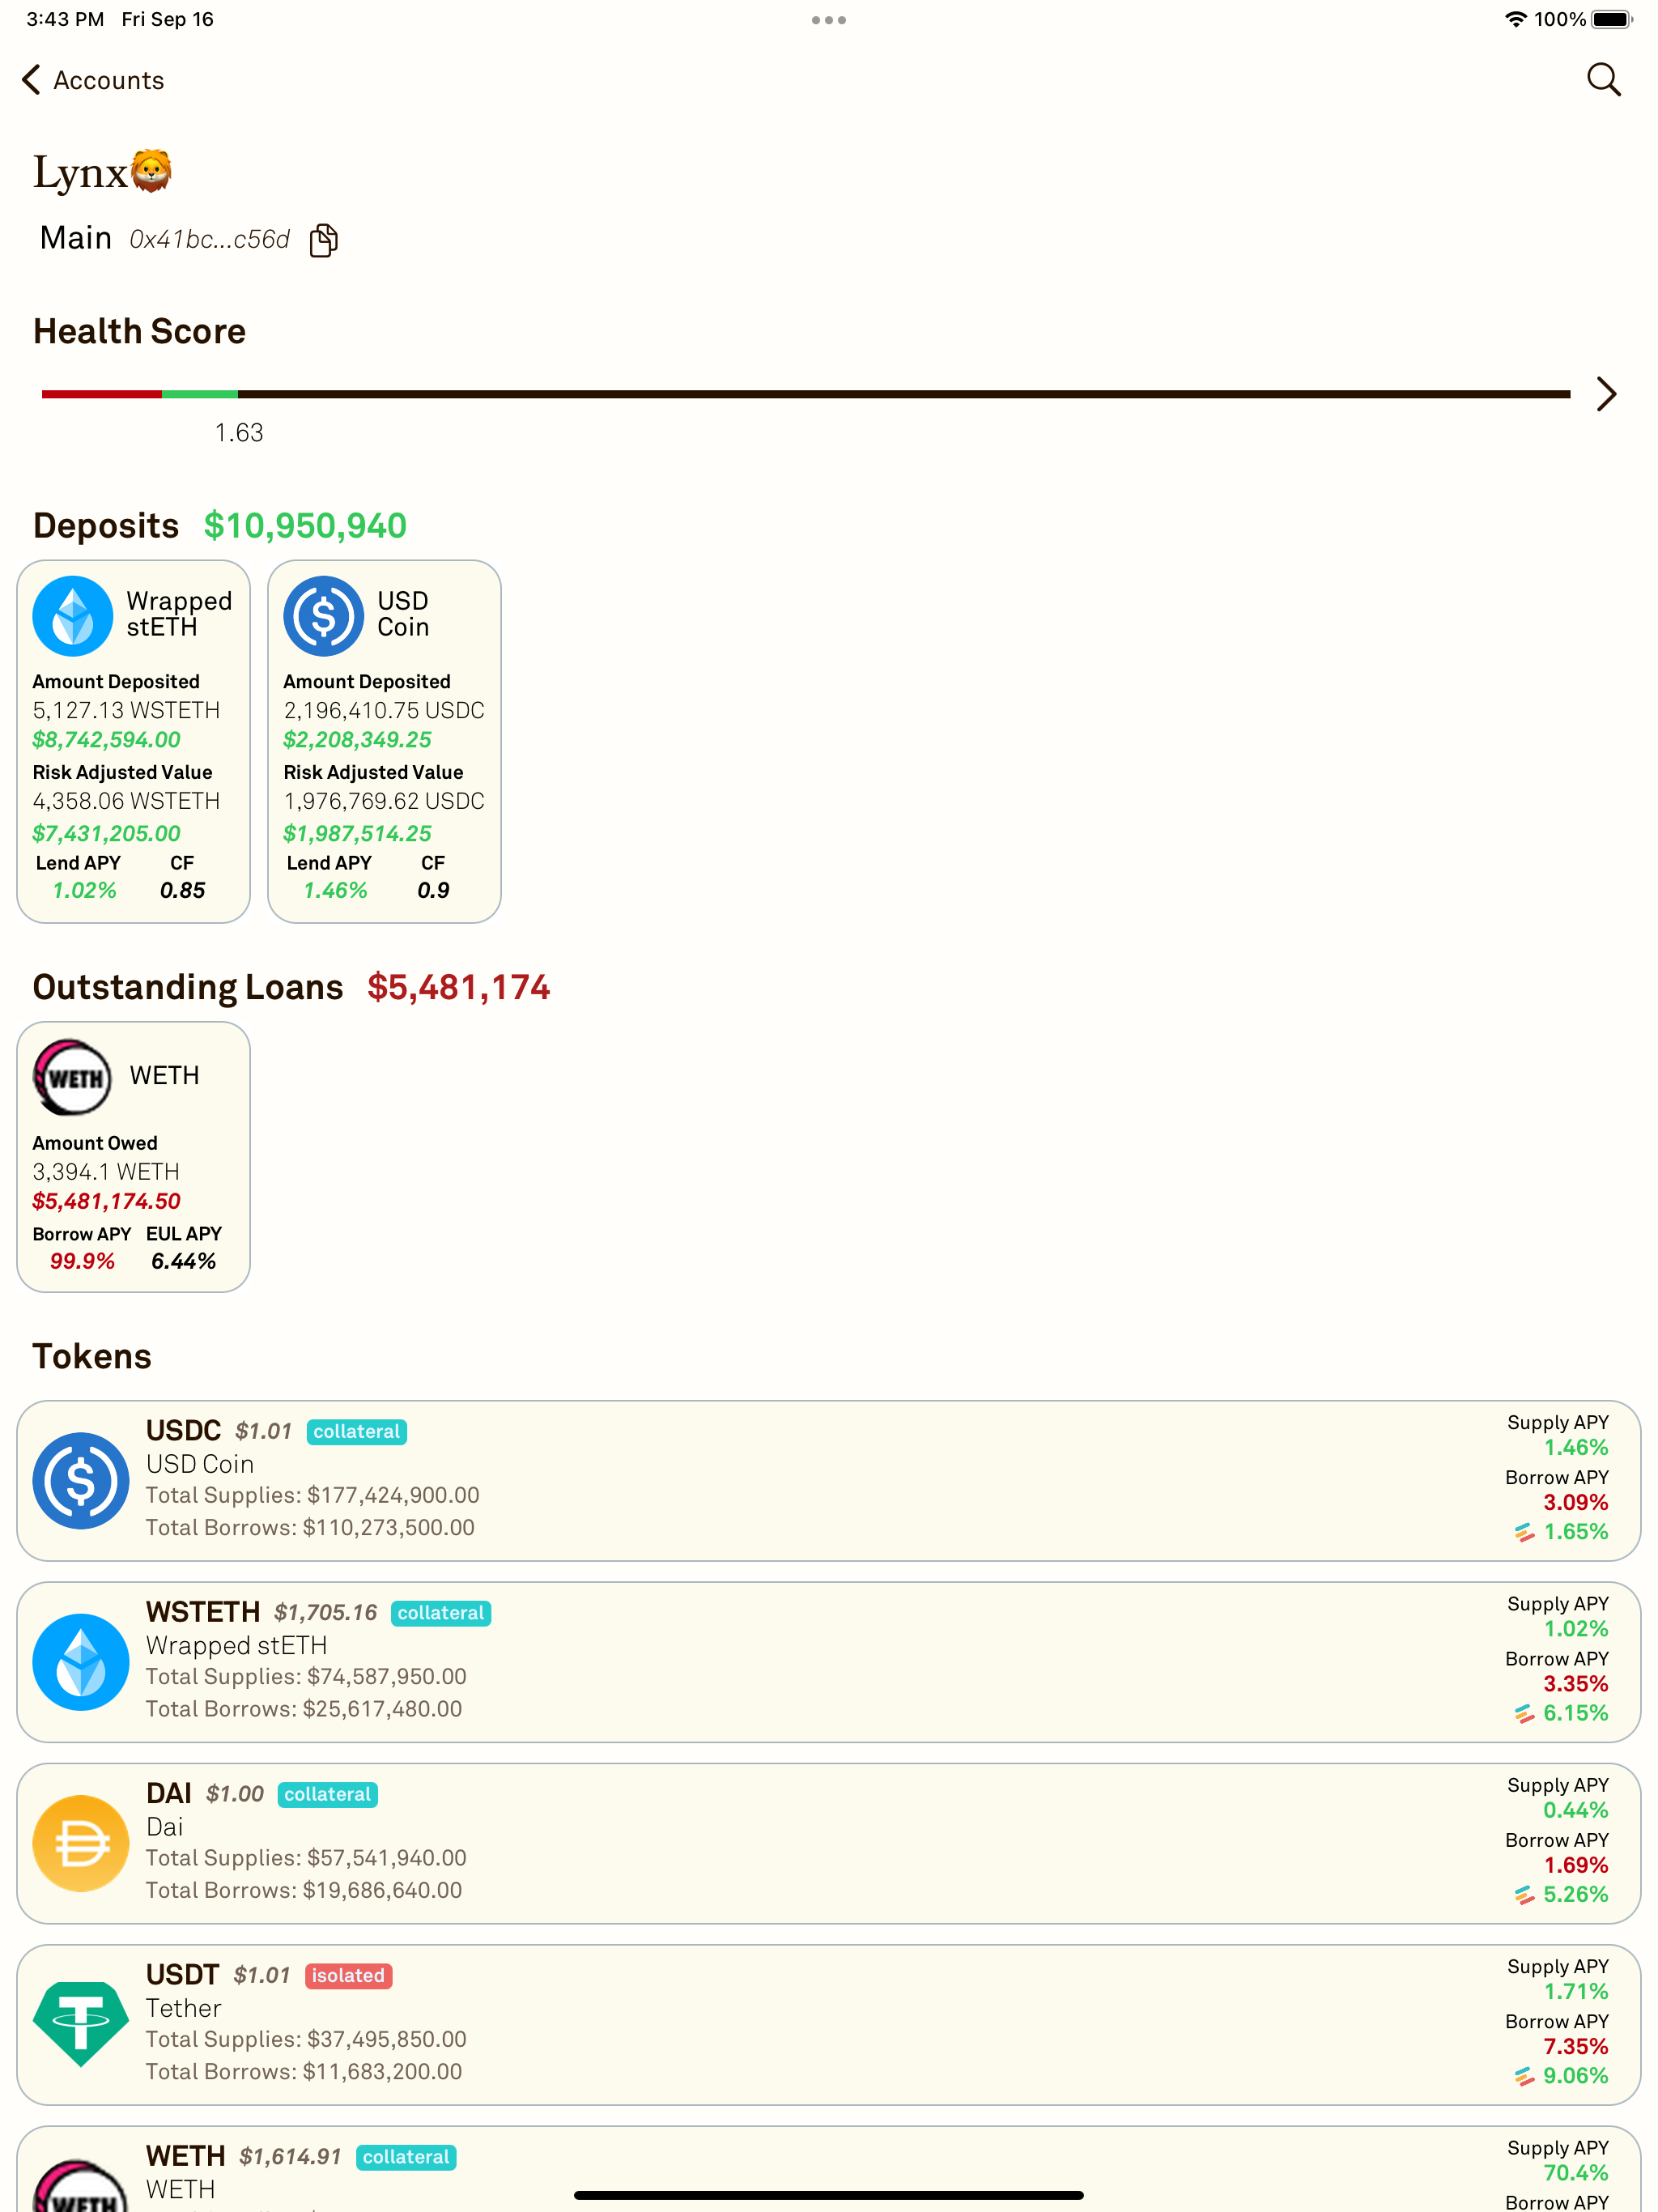 3:43 PM Fri Sep 16
100%
Accounts
Lynx🦁
Main 0x41bc...c56d
Health Score
1.63
Deposits $10,950,940
Wrapped
stETH
Amount Deposited
5,127.13 WSTETH
$8,742,594.00
Risk Adjusted Value
4,358.06 WSTETH
$7,431,205.00
Lend APY CF
1.02% 0.85
USD
Coin
Amount Deposited
2,196,410.75 USDC
$2,208,349.25
Risk Adjusted Value
1,976,769.62 USDC
$1,987,514.25
Lend APY CF
1.46% 0.9
Outstanding Loans $5,481,174
WETH WETH
Amount Owed
3,394.1 WETH
$5,481,174.50
Borrow APY EUL APY
99.9% 6.44%
Tokens
USDC $1.01 collateral
USD Coin
Total Supplies: $177,424,900.00
Total Borrows: $110,273,500.00
Supply APY
1.46%
Borrow APY
3.09%
1.65%
WSTETH $1,705.16 collateral
Wrapped stETH
Total Supplies: $74,587,950.00
Total Borrows: $25,617,480.00
Supply APY
1.02%
Borrow APY
3.35%
6.15%
DAI $1.00 collateral
Dai
Total Supplies: $57,541,940.00
Total Borrows: $19,686,640.00
Supply APY
0.44%
Borrow APY
1.69%
5.26%
USDT $1.01 isolated
Tether
Total Supplies: $37,495,850.00
Total Borrows: $11,683,200.00
Supply APY
1.71%
Borrow APY
7.35%
9.06%
WETH $1,614.91 collateral
WETH
WETH
Supply APY
70.4%
Borrow APY